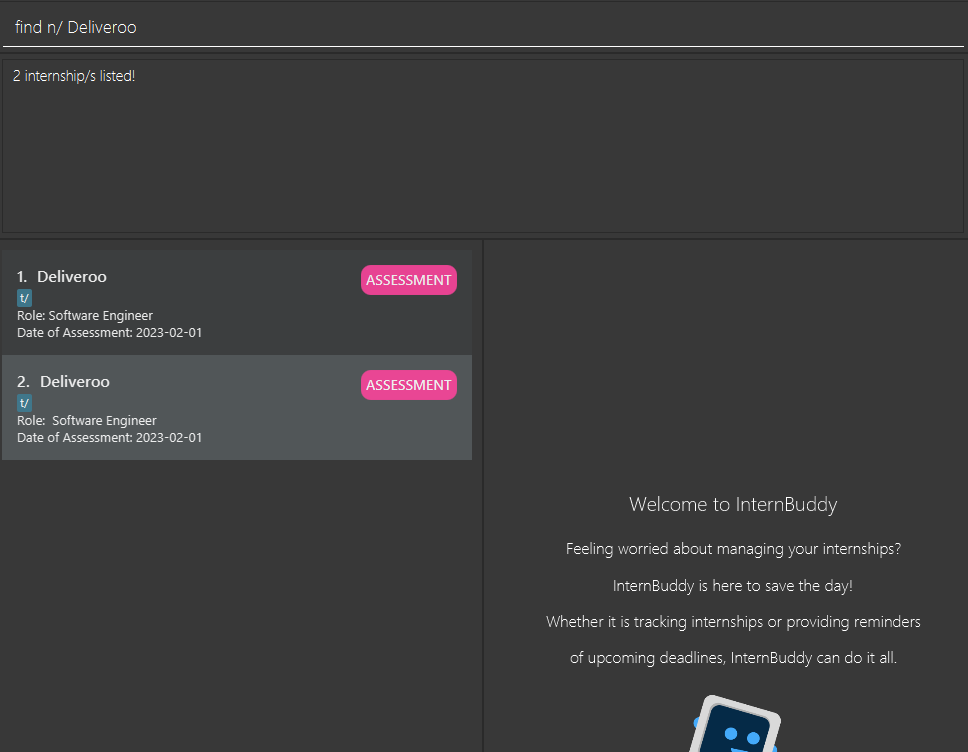 find n/ Deliveroo
2 internship/s listed!
1.  Deliveroo
ASSESSMENT
t/
Role: Software Engineer
Date of Assessment: 2023-02-01
2.  Deliveroo
ASSESSMENT
t/
Role:  Software Engineer
Date of Assessment: 2023-02-01
Welcome to InternBuddy
Feeling worried about managing your internships?
InternBuddy is here to save the day!
Whether it is tracking internships or providing reminders
of upcoming deadlines, InternBuddy can do it all.